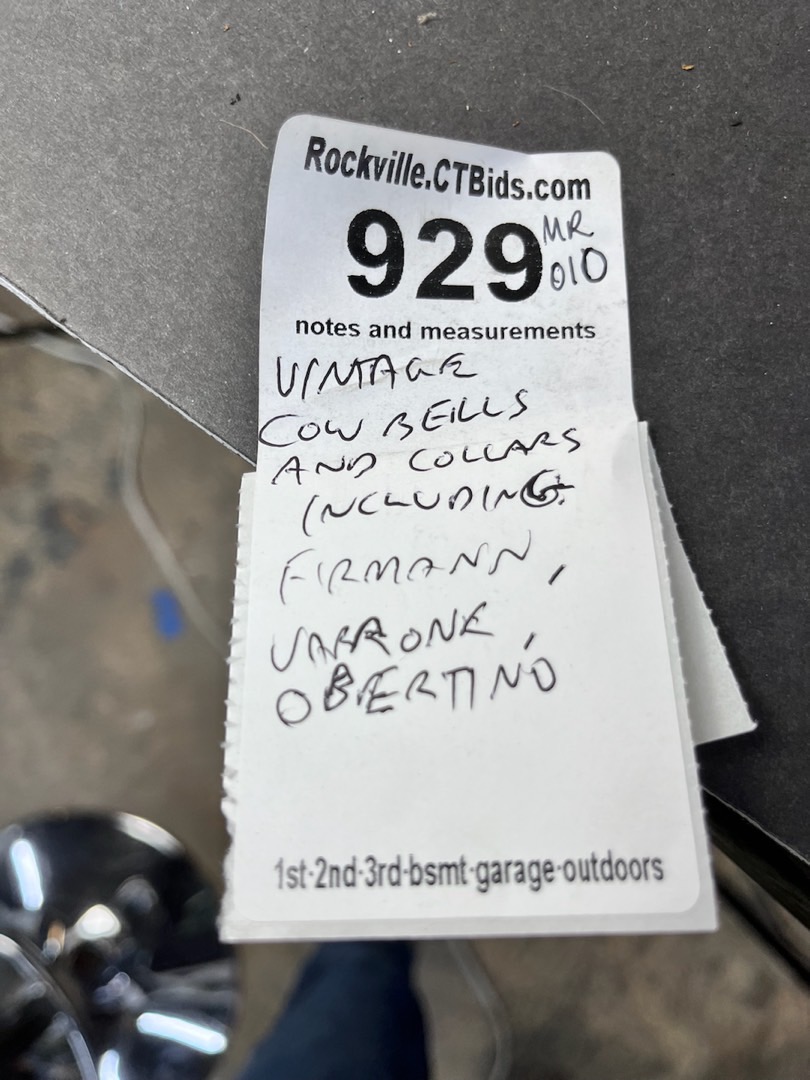 Rockville.CTBids.com
929 MR
010
notes and measurements
VINTAGE
COW BEILLS
AND COLLARS
INCLUDING
FIRMANN,
VARRONE,
OBERTINO
1st·2nd·3rd·bsmt·garage·outdoors